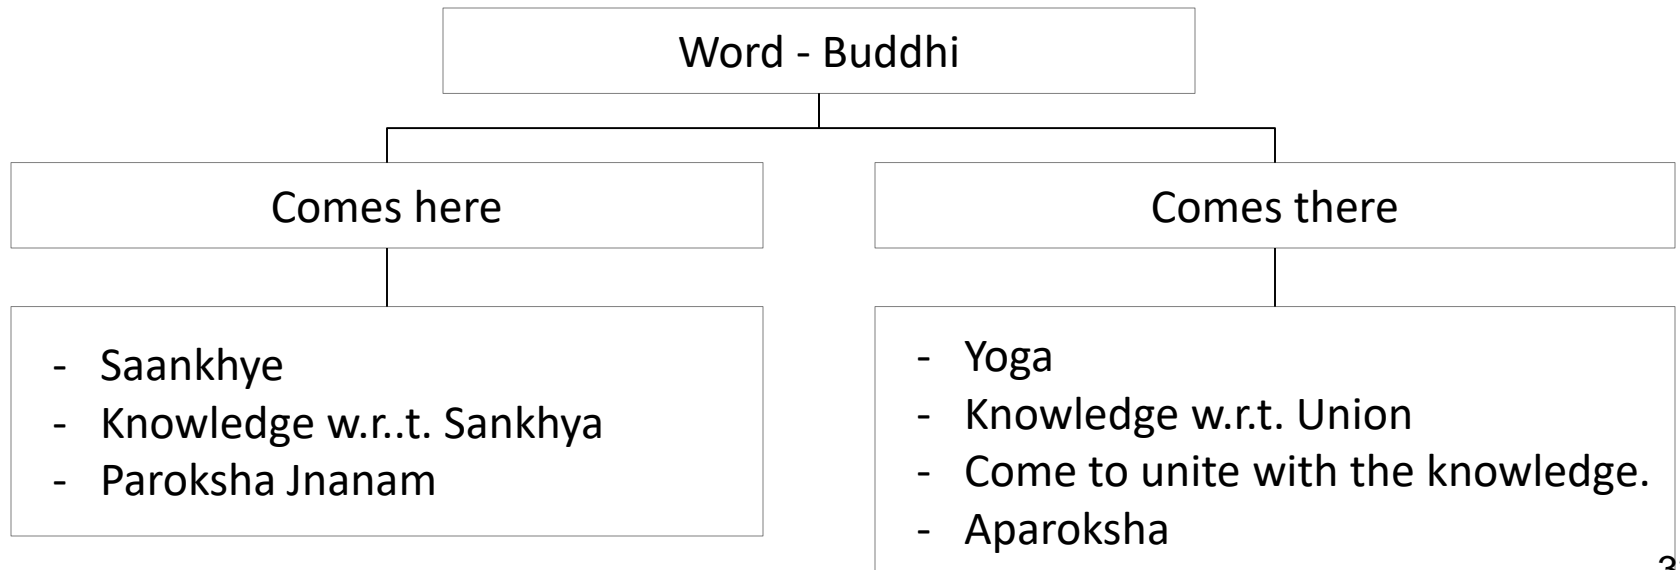 Word - Buddhi
Comes here
Comes there
- Saankhye
- Knowledge w.r..t. Sankhya
- Paroksha Jnanam
- Yoga
- Knowledge w.r.t. Union
- Come to unite with the knowledge.
- Aparoksha